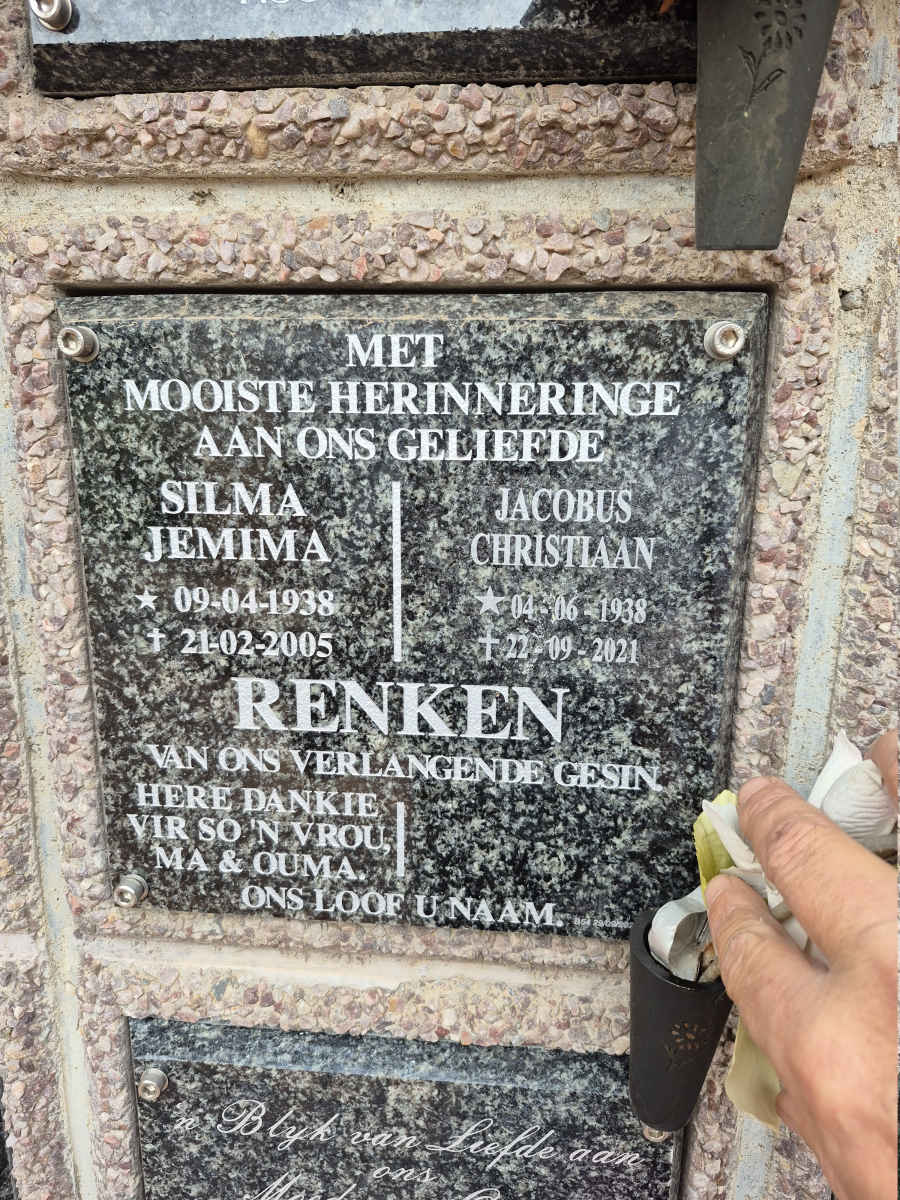 MET
MOOISTE HERINNERINGE
AAN ONS GELIEFDE
SILMA
JEMIMA
★ 09-04-1938
† 21-02-2005
JACOBUS
CHRISTIAAN
★ 04-06-1938
† 22-09-2021
RENKEN
VAN ONS VERLANGENDE GESIN.
HERE DANKIE
VIR SO 'N VROU,
MA & OUMA.
ONS LOOF U NAAM.
'n Blyk van Liefde aan
ons